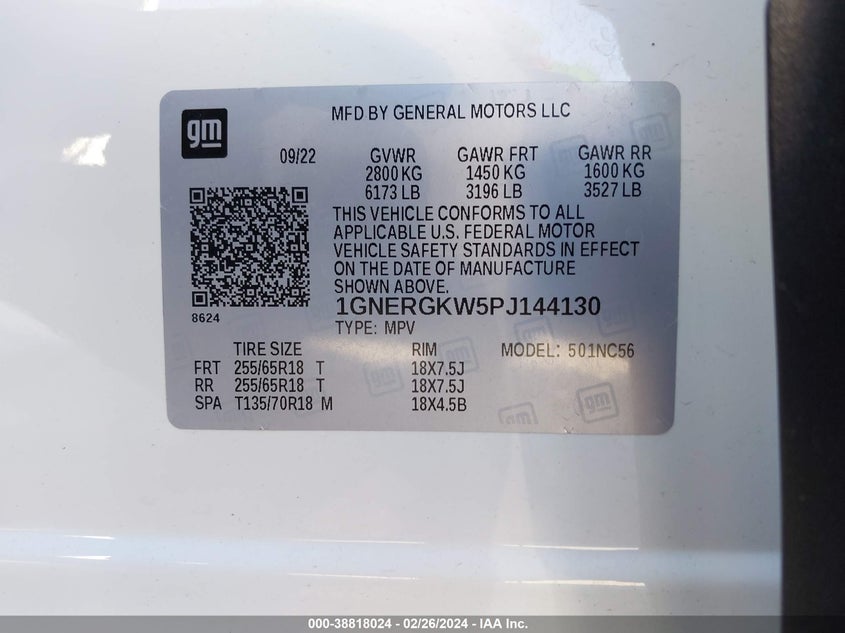 gm
MFD BY GENERAL MOTORS LLC
09/22 GVWR GAWR FRT GAWR RR
2800 KG 1450 KG 1600 KG
6173 LB 3196 LB 3527 LB
THIS VEHICLE CONFORMS TO ALL
APPLICABLE U.S. FEDERAL MOTOR
VEHICLE SAFETY STANDARDS IN EFFECT
ON THE DATE OF MANUFACTURE
SHOWN ABOVE.
8624
1GNERGKW5PJ144130
TYPE: MPV
TIRE SIZE RIM MODEL: 501NC56
FRT 255/65R18 T 18X7.5J
RR 255/65R18 T 18X7.5J
SPA T135/70R18 M 18X4.5B
gm
000-38818024 - 02/26/2024 - IAA Inc.